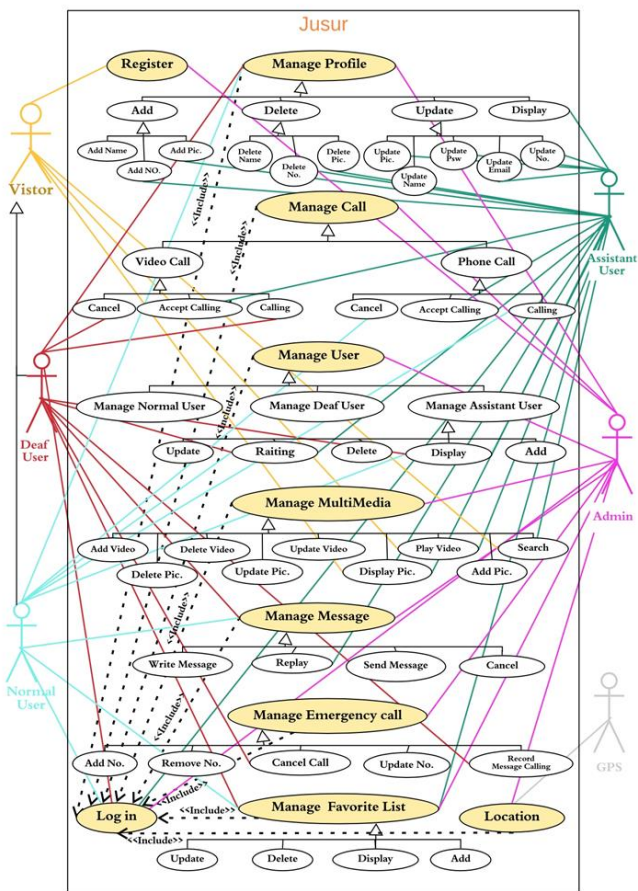 Jusur
Register
Manage Profile
Add
Delete
Update
Display
Add Name
Add NO.
Add Pic.
Delete
Name
Delete
No.
Delete
Pic.
Update
Pic.
Update
Name
Update
Psw
Update
Email
Update
No.
Vistor
<<Include>>
<<Include>>
Manage Call
Assistant
User
Video Call
Phone Call
Cancel
Accept Calling
Calling
Cancel
Accept Calling
Calling
Manage User
<<Include>>
Deaf
User
Manage Normal User
Manage Deaf User
Manage Assistant User
Update
Raiting
Delete
Display
Add
Manage MultiMedia
Admin
<<Include>>
Add Video
Delete Pic.
Delete Video
Update Pic.
Update Video
Display Pic.
Play Video
Add Pic.
Search
<<Include>>
Manage Message
Normal
User
Write Message
Replay
Send Message
Cancel
<<Include>>
Manage Emergency call
GPS
Add No.
Remove No.
Cancel Call
Update No.
Record
Message Calling
<<Include>>
Log in
<<Include>>
Manage Favorite List
Location
<<Include>>
Update
Delete
Display
Add